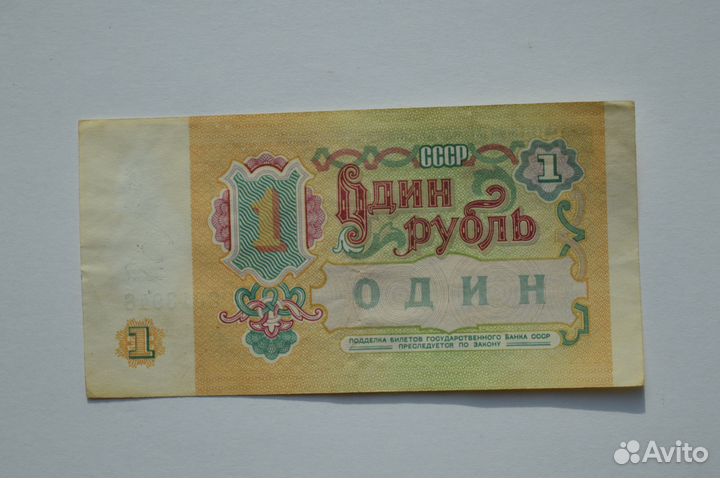 СССР
1
1
Один
рубль
ОДИН
1
ПОДДЕЛКА БИЛЕТОВ ГОСУДАРСТВЕННОГО БАНКА СССР
ПРЕСЛЕДУЕТСЯ ПО ЗАКОНУ
Avito